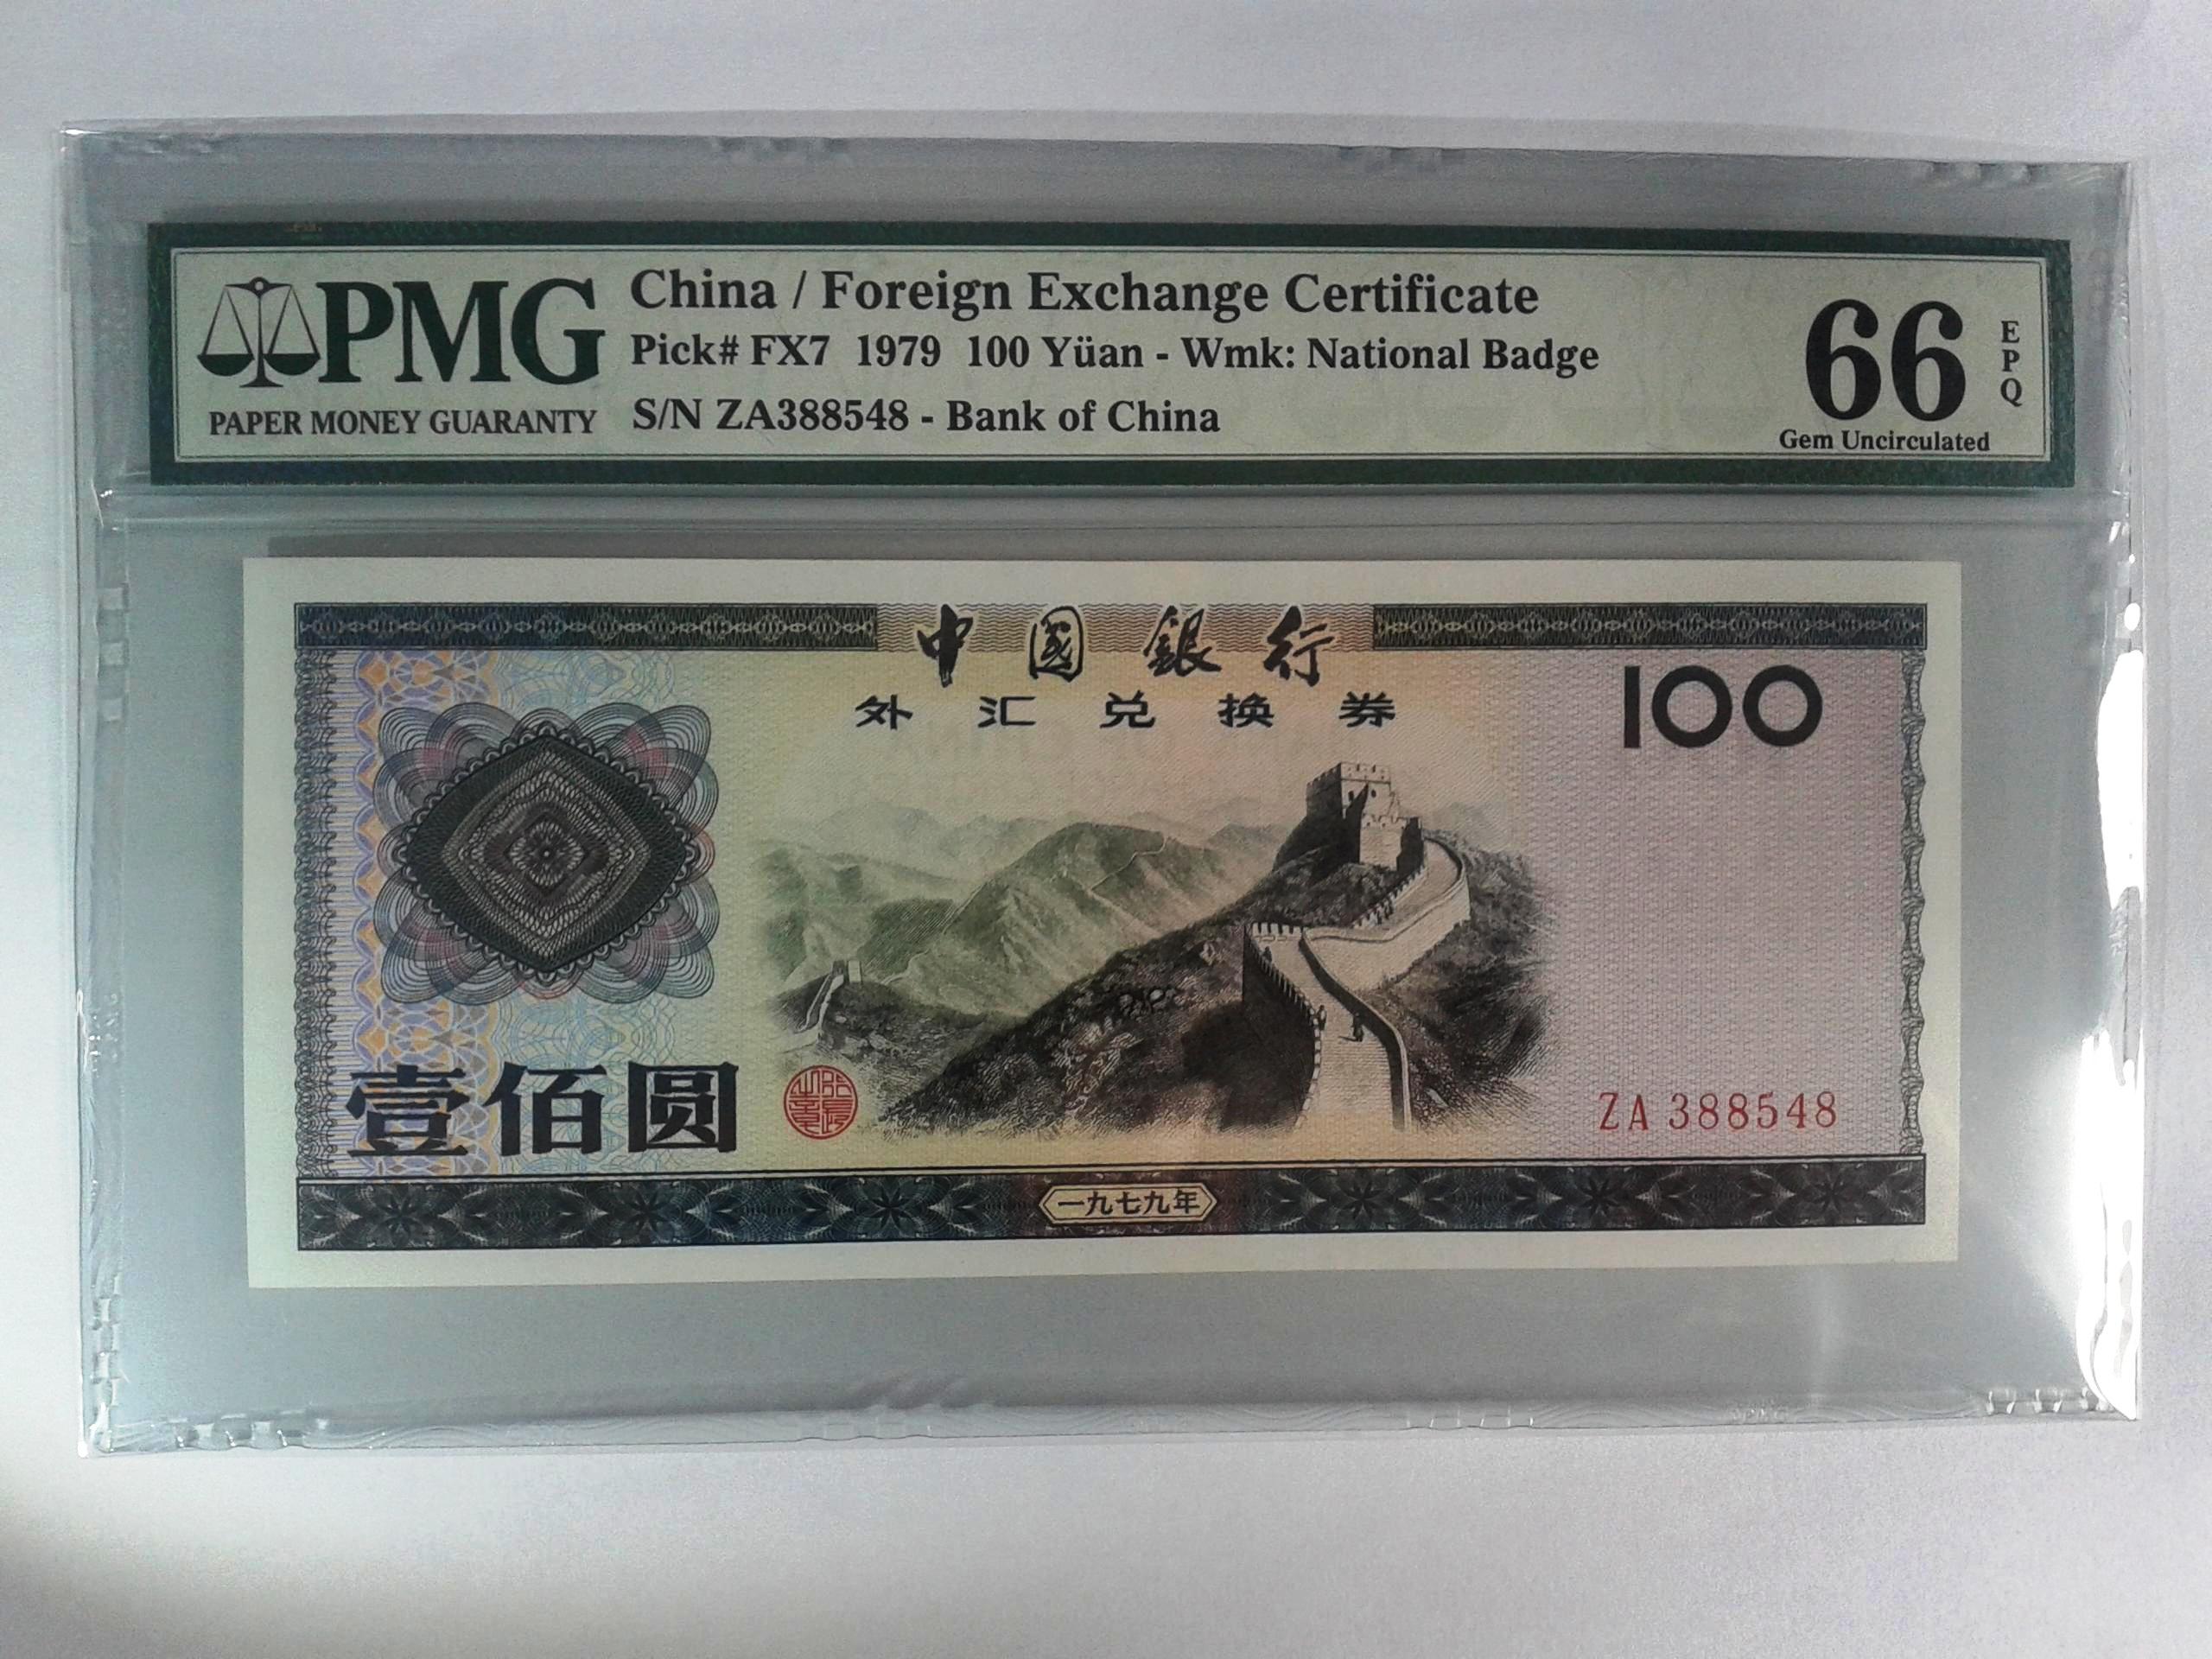 PMG
PAPER MONEY GUARANTY
China / Foreign Exchange Certificate
Pick# FX7 1979 100 Yüan - Wmk: National Badge
S/N ZA388548 - Bank of China
66
EPQ
Gem Uncirculated
中國銀行
外汇兑换券
100
壹佰圆
ZA 388548
一九七九年